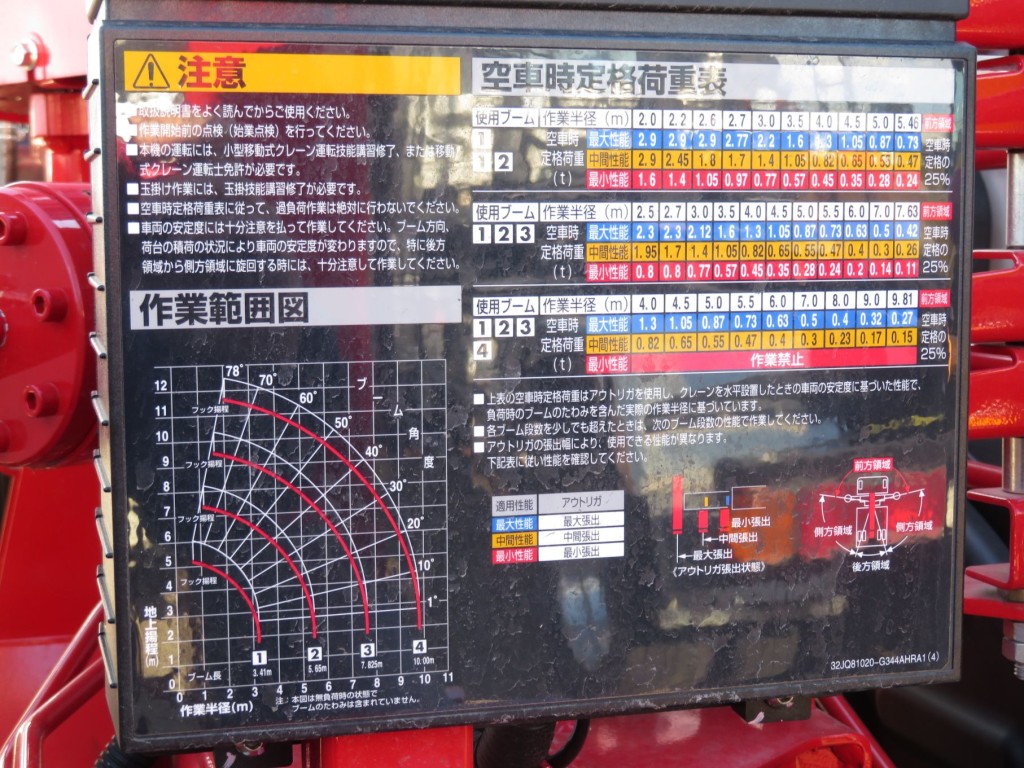 注意
■取扱説明書をよく読んでからご使用ください。
■作業開始前の点検（始業点検）を行ってください。
■本機の運転には、小型移動式クレーン運転技能講習修了、または移動
式クレーン運転士免許が必要です。
■玉掛け作業には、玉掛技能講習修了が必要です。
■空車時定格荷重表に従って、過負荷作業は絶対に行わないでください。
■車両の安定度には十分注意を払って作業してください。ブーム方向、
荷台の積荷の状況により車両の安定度が変わりますので、特に後方
領域から側方領域に旋回する時には、十分注意して作業してください。
作業範囲図
78° 70° 60° 50° 40° 30° 20° 10° 1°
ブーム角度
フック揚程
フック揚程
フック揚程
フック揚程
12
11
10
9
8
7
6
5
4
3
2
1
0
地上揚程(m)
1 2 3 4
ブーム長 3.41m 5.65m 7.825m 10.00m
0 1 2 3 4 5 6 7 8 9 10 11
作業半径(m)
注：本図は無負荷時の状態で
ブームのたわみは含まれていません。
空車時定格荷重表
使用ブーム 作業半径（m） 2.0 2.2 2.6 2.7 3.0 3.5 4.0 4.5 5.0 5.46 前方領域
1 空車時 最大性能 2.9 2.9 2.9 2.77 2.2 1.6 1.3 1.05 0.87 0.73 空車時
1 2 定格荷重 中間性能 2.9 2.45 1.8 1.7 1.4 1.05 0.82 0.65 0.55 0.47 定格の
（t） 最小性能 1.6 1.4 1.05 0.97 0.77 0.57 0.45 0.35 0.28 0.24 25%
使用ブーム 作業半径（m） 2.5 2.7 3.0 3.5 4.0 4.5 5.0 5.5 6.0 7.0 7.63 前方領域
1 2 3 空車時 最大性能 2.3 2.3 2.12 1.6 1.3 1.05 0.87 0.73 0.63 0.5 0.42 空車時
定格荷重 中間性能 1.95 1.7 1.4 1.05 0.82 0.65 0.55 0.47 0.4 0.3 0.26 定格の
（t） 最小性能 0.8 0.8 0.77 0.57 0.45 0.35 0.28 0.24 0.2 0.14 0.11 25%
使用ブーム 作業半径（m） 4.0 4.5 5.0 5.5 6.0 7.0 8.0 9.0 9.81 前方領域
1 2 3 空車時 最大性能 1.3 1.05 0.87 0.73 0.63 0.5 0.4 0.32 0.27 空車時
4 定格荷重 中間性能 0.82 0.65 0.55 0.47 0.4 0.3 0.23 0.17 0.15 定格の
（t） 最小性能 作業禁止 25%
■上表の空車時定格荷重はアウトリガを使用し、クレーンを水平設置したときの車両の安定度に基づいた性能で、
負荷時のブームのたわみを含んだ実際の作業半径に基づいています。
■各ブーム段数を少しでも超えたときは、次のブーム段数の性能で作業してください。
■アウトリガの張出幅により、使用できる性能が異なります。
下記表に従い性能を確認してください。
適用性能 アウトリガ
最大性能 最大張出
中間性能 中間張出
最小性能 最小張出
最小張出
中間張出
最大張出
《アウトリガ張出状態》
前方領域
側方領域 側方領域
後方領域
32JQ81020-G344AHRA1(4)